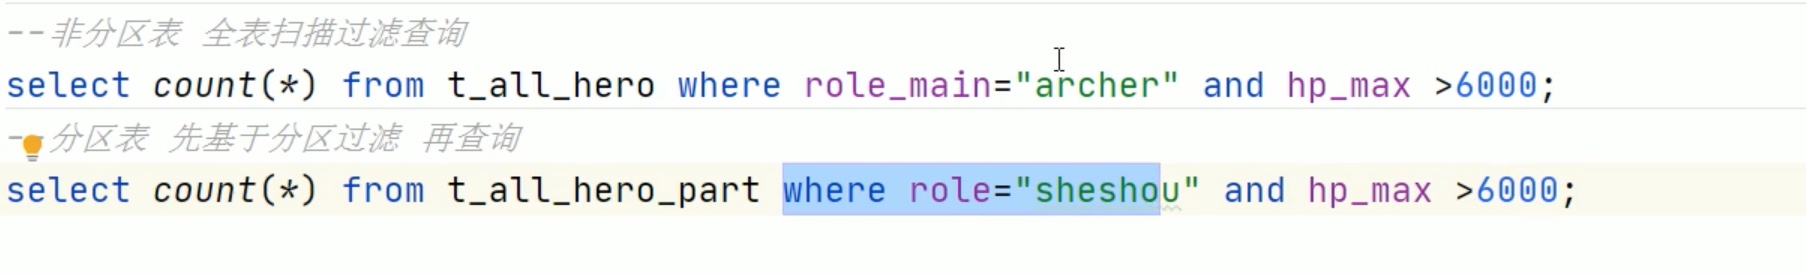 --非分区表 全表扫描过滤查询
select count(*) from t_all_hero where role_main="archer" and hp_max >6000;
--分区表 先基于分区过滤 再查询
select count(*) from t_all_hero_part where role="sheshou" and hp_max >6000;